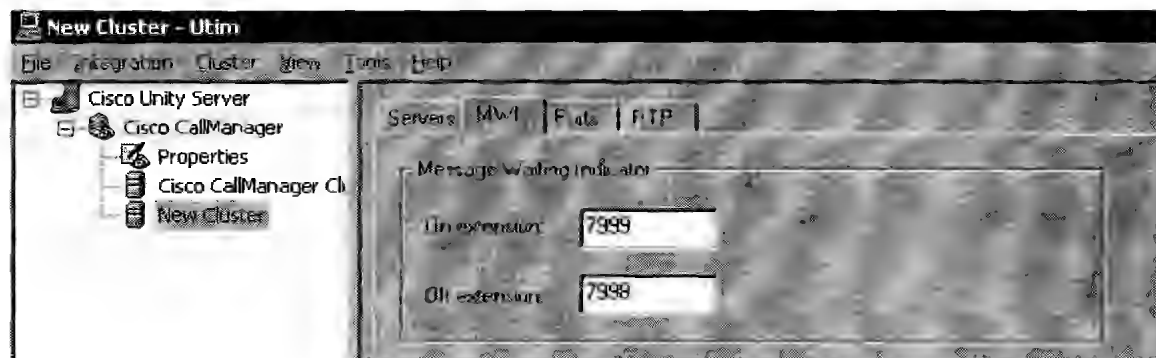 New Cluster - Utim
File Integration Cluster View Tools Help
Cisco Unity Server
Cisco CallManager
Properties
Cisco CallManager Cl
New Cluster
Servers MWI Ports RTP
Message Waiting Indicator
On extension: 7999
Off extension: 7998